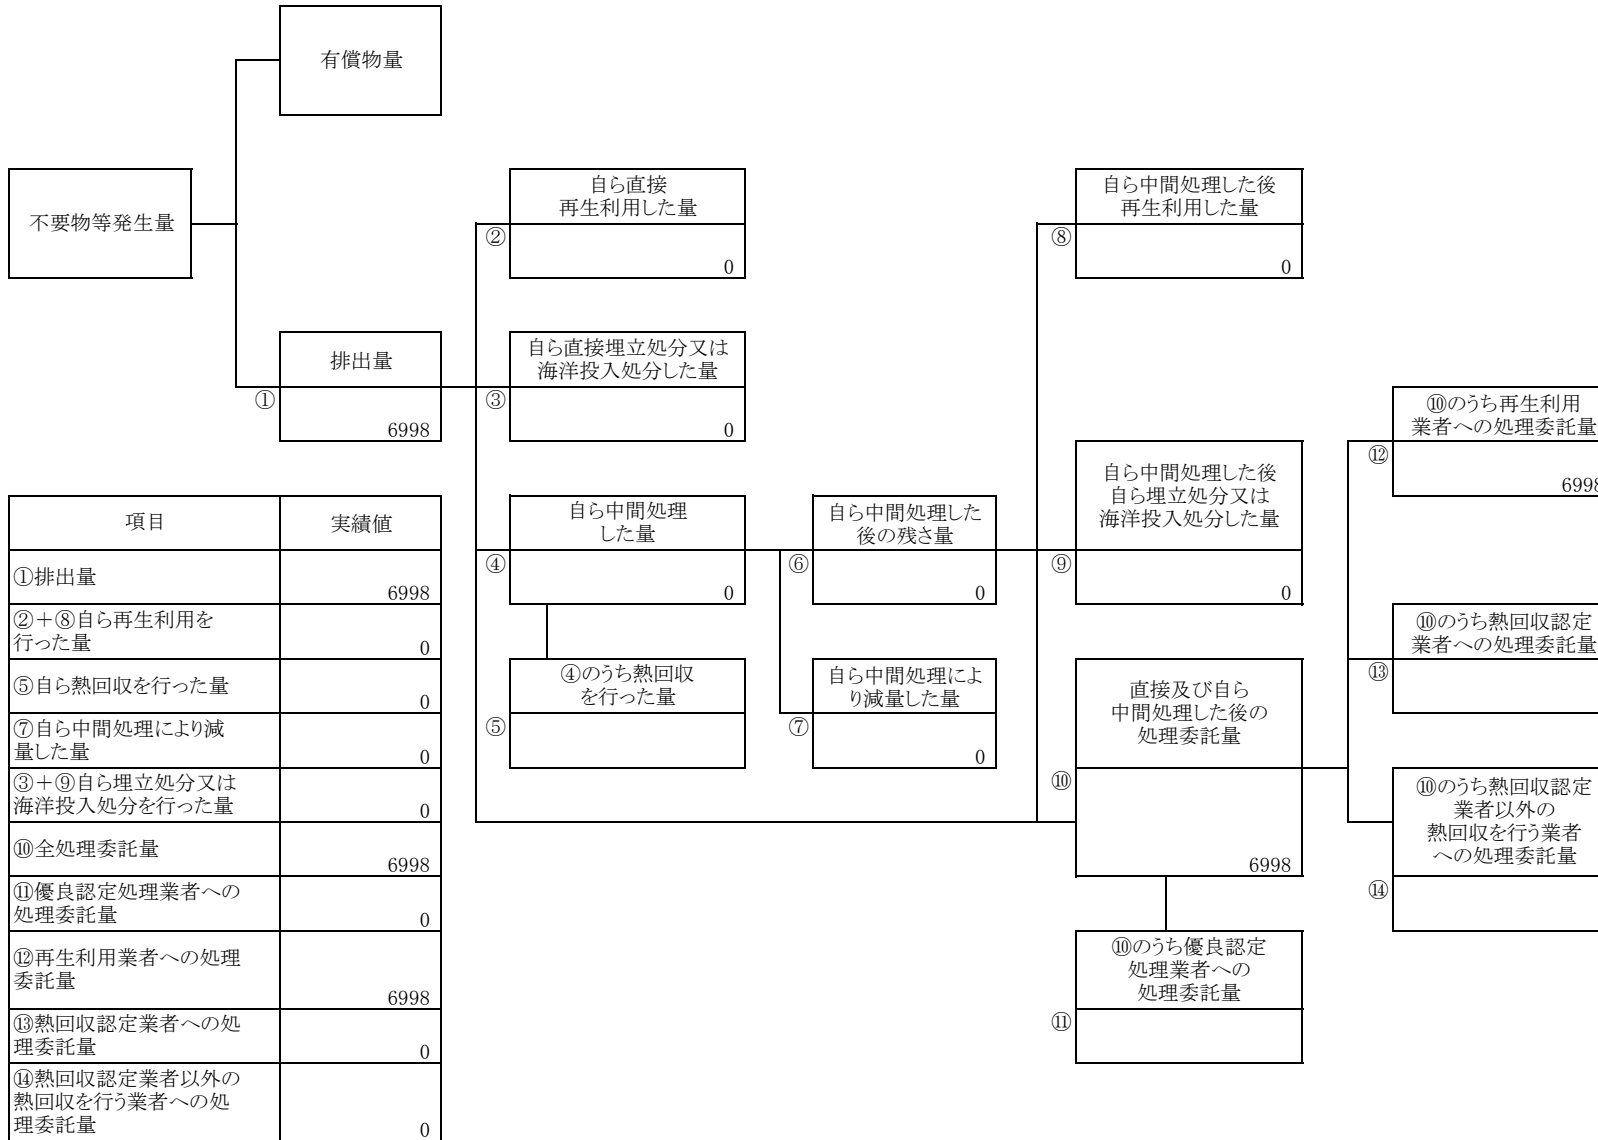 有償物量
不要物等発生量
自ら直接
再生利用した量
②
0
自ら中間処理した後
再生利用した量
⑧
0
排出量
①
6998
自ら直接埋立処分又は
海洋投入処分した量
③
0
⑩のうち再生利用
業者への処理委託量
⑫
6998
自ら中間処理
した量
④
0
自ら中間処理した
後の残さ量
⑥
0
自ら中間処理した後
自ら埋立処分又は
海洋投入処分した量
⑨
0
④のうち熱回収
を行った量
⑤
自ら中間処理によ
り減量した量
⑦
0
直接及び自ら
中間処理した後の
処理委託量
⑩
6998
⑩のうち熱回収認定
業者への処理委託量
⑬
⑩のうち熱回収認定
業者以外の
熱回収を行う業者
への処理委託量
⑭
⑩のうち優良認定
処理業者への
処理委託量
⑪
項目
実績値
①排出量
6998
②＋⑧自ら再生利用を
行った量
0
⑤自ら熱回収を行った量
0
⑦自ら中間処理により減
量した量
0
③＋⑨自ら埋立処分又は
海洋投入処分を行った量
0
⑩全処理委託量
6998
⑪優良認定処理業者への
処理委託量
0
⑫再生利用業者への処理
委託量
6998
⑬熱回収認定業者への処
理委託量
0
⑭熱回収認定業者以外の
熱回収を行う業者への処
理委託量
0